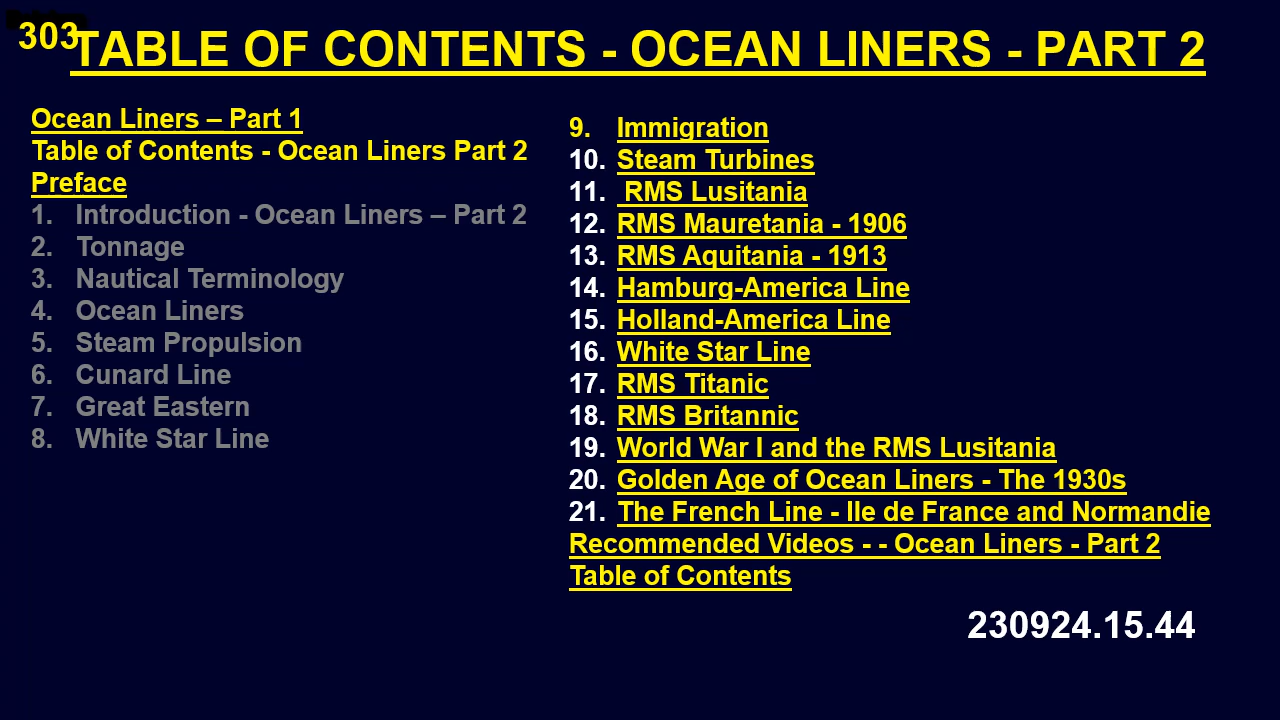 303
TABLE OF CONTENTS - OCEAN LINERS - PART 2
Ocean Liners – Part 1
Table of Contents - Ocean Liners Part 2
Preface
1. Introduction - Ocean Liners – Part 2
2. Tonnage
3. Nautical Terminology
4. Ocean Liners
5. Steam Propulsion
6. Cunard Line
7. Great Eastern
8. White Star Line
9. Immigration
10. Steam Turbines
11. RMS Lusitania
12. RMS Mauretania - 1906
13. RMS Aquitania - 1913
14. Hamburg-America Line
15. Holland-America Line
16. White Star Line
17. RMS Titanic
18. RMS Britannic
19. World War I and the RMS Lusitania
20. Golden Age of Ocean Liners - The 1930s
21. The French Line - Ile de France and Normandie
Recommended Videos - - Ocean Liners - Part 2
Table of Contents
230924.15.44